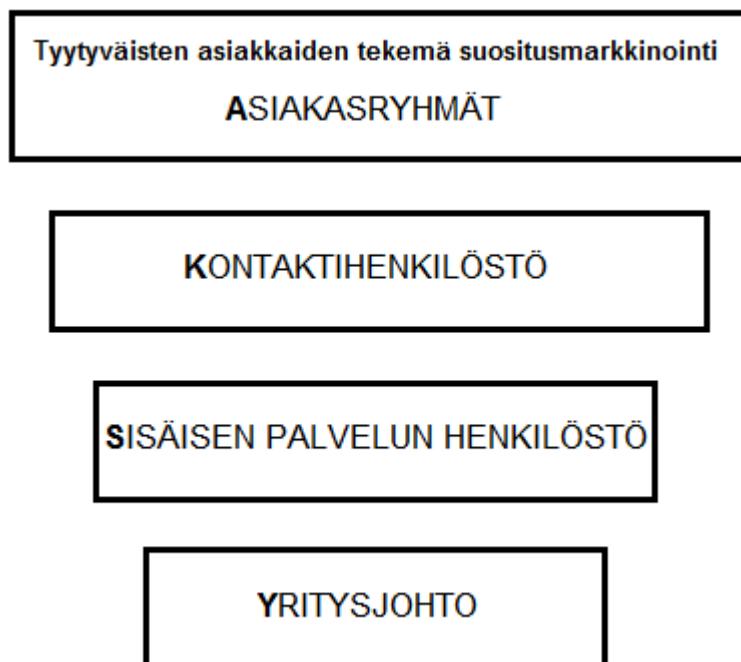 Tyytyväisten asiakkaiden tekemä suositusmarkkinointi
ASIAKASRYHMÄT
KONTAKTIHENKILÖSTÖ
SISÄISEN PALVELUN HENKILÖSTÖ
YRITYSJOHTO